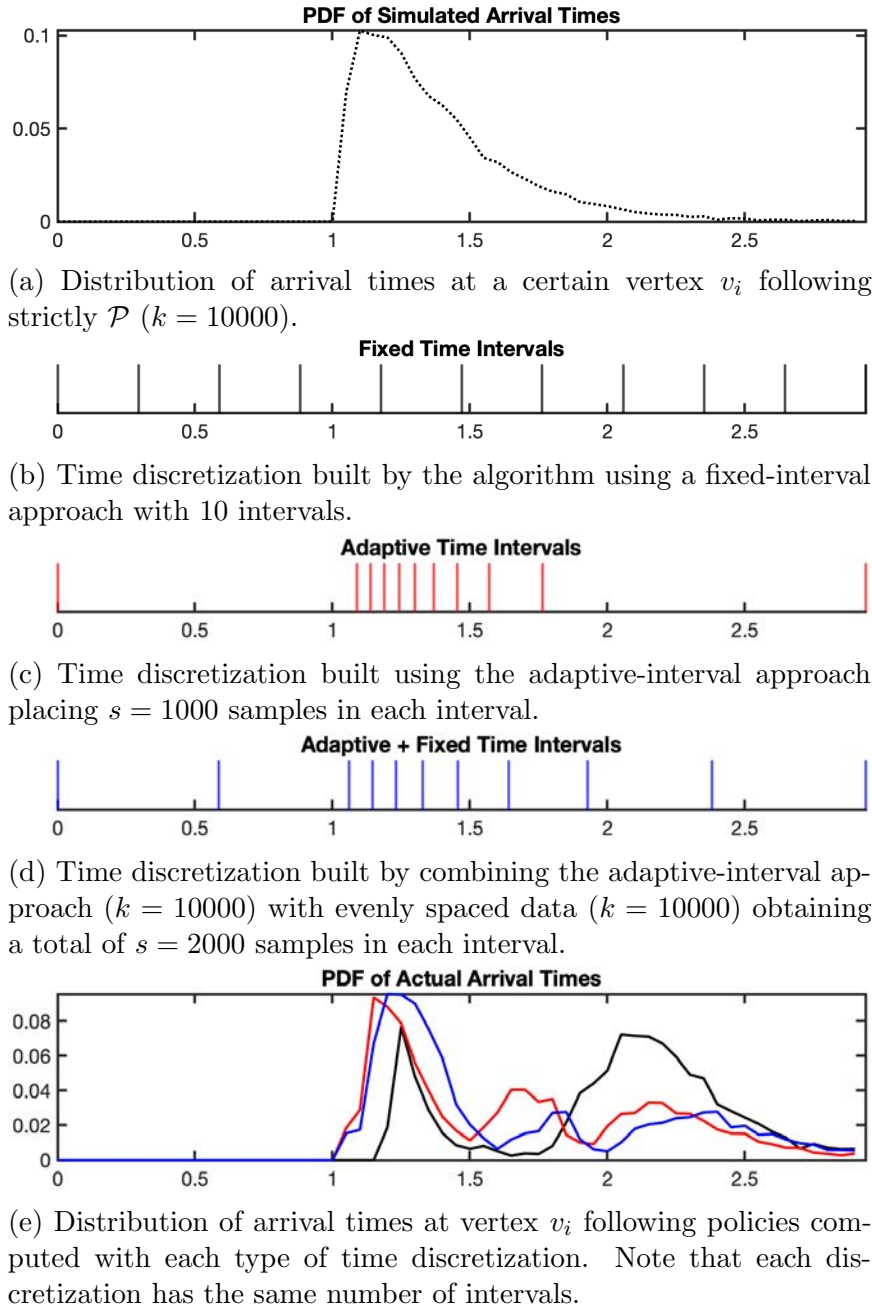 PDF of Simulated Arrival Times
0.1
0.05
0
0 0.5 1 1.5 2 2.5
(a) Distribution of arrival times at a certain vertex v_i following
strictly 𝒫 (k = 10000).
Fixed Time Intervals
0 0.5 1 1.5 2 2.5
(b) Time discretization built by the algorithm using a fixed-interval
approach with 10 intervals.
Adaptive Time Intervals
0 0.5 1 1.5 2 2.5
(c) Time discretization built using the adaptive-interval approach
placing s = 1000 samples in each interval.
Adaptive + Fixed Time Intervals
0 0.5 1 1.5 2 2.5
(d) Time discretization built by combining the adaptive-interval ap-
proach (k = 10000) with evenly spaced data (k = 10000) obtaining
a total of s = 2000 samples in each interval.
PDF of Actual Arrival Times
0.08
0.06
0.04
0.02
0
0 0.5 1 1.5 2 2.5
(e) Distribution of arrival times at vertex v_i following policies com-
puted with each type of time discretization. Note that each dis-
cretization has the same number of intervals.